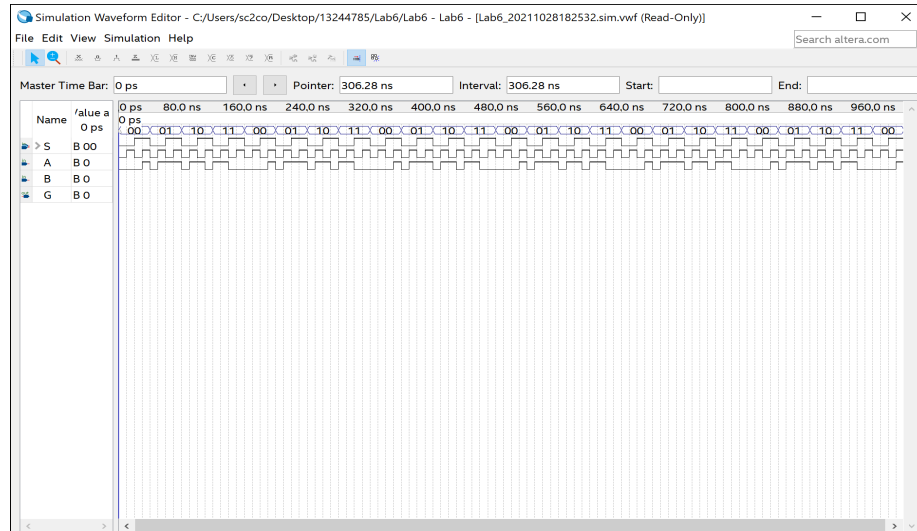 Simulation Waveform Editor - C:/Users/sc2co/Desktop/13244785/Lab6/Lab6 - Lab6 - [Lab6_20211028182532.sim.vwf (Read-Only)]
File Edit View Simulation Help
Search altera.com
Master Time Bar: 0 ps Pointer: 306.28 ns Interval: 306.28 ns Start: End:
Name 0 ps 80.0 ns 160.0 ns 240.0 ns 320.0 ns 400.0 ns 480.0 ns 560.0 ns 640.0 ns 720.0 ns 800.0 ns 880.0 ns 960.0 ns
0 ps 0 ps
00 01 10 11 00 01 10 11 00 01 10 11 00 01 10 11 00 01 10 11 00 01 10 11 00
S B 00
A B 0
B B 0
G B 0